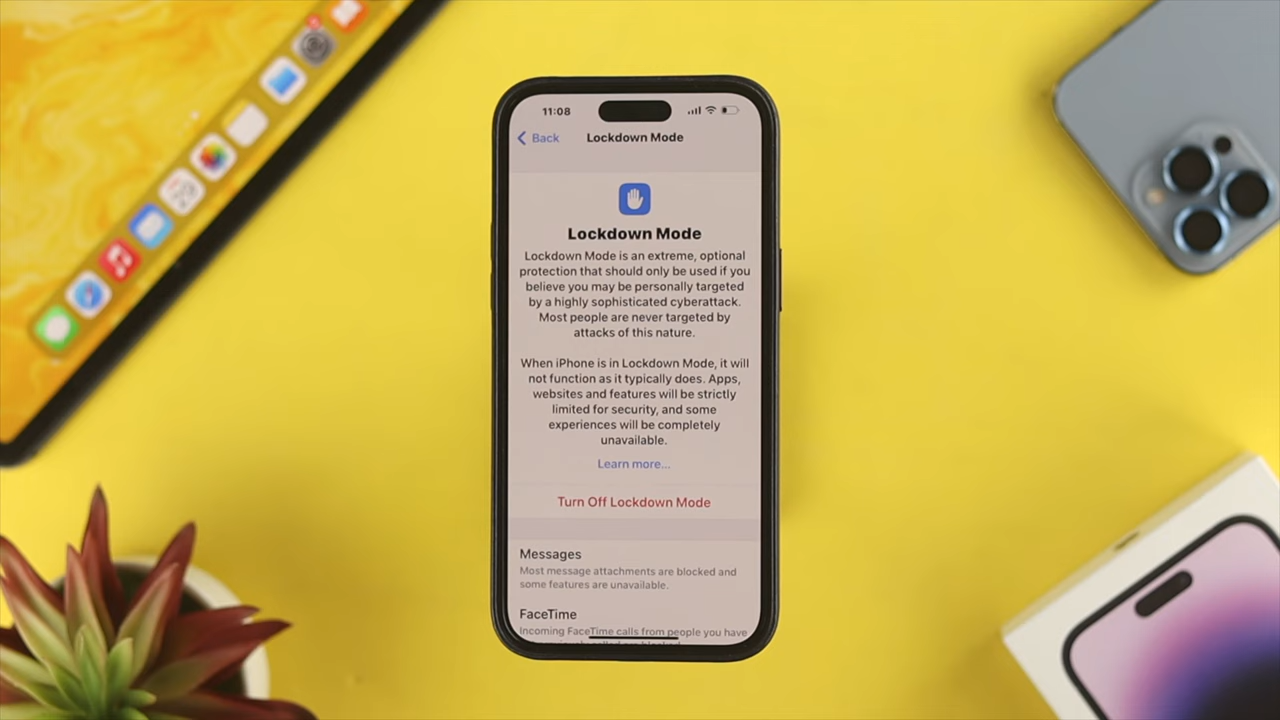 11:08
Back
Lockdown Mode
Lockdown Mode
Lockdown Mode is an extreme, optional
protection that should only be used if you
believe you may be personally targeted
by a highly sophisticated cyberattack.
Most people are never targeted by
attacks of this nature.
When iPhone is in Lockdown Mode, it will
not function as it typically does. Apps,
websites and features will be strictly
limited for security, and some
experiences will be completely
unavailable.
Learn more...
Turn Off Lockdown Mode
Messages
Most message attachments are blocked and
some features are unavailable.
FaceTime
Incoming FaceTime calls from people you have